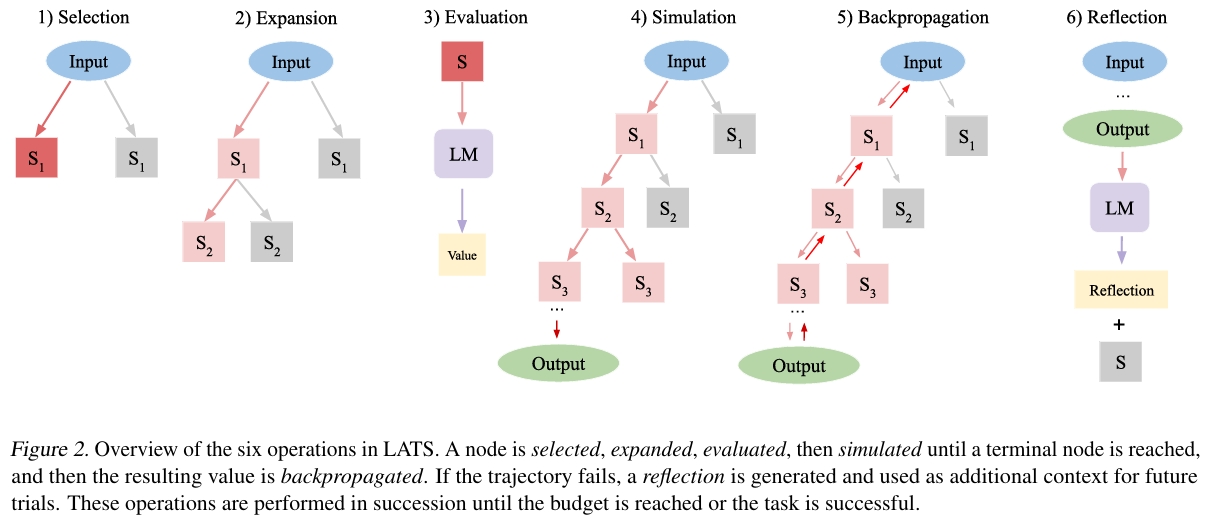 1) Selection
2) Expansion
3) Evaluation
4) Simulation
5) Backpropagation
6) Reflection
Input
S1
S1
Input
S1
S1
S2
S2
S
LM
Value
Input
S1
S1
S2
S2
S3
S3
...
Output
Input
S1
S1
S2
S2
S3
S3
...
Output
Input
...
Output
LM
Reflection
+
S
Figure 2. Overview of the six operations in LATS. A node is selected, expanded, evaluated, then simulated until a terminal node is reached,
and then the resulting value is backpropagated. If the trajectory fails, a reflection is generated and used as additional context for future
trials. These operations are performed in succession until the budget is reached or the task is successful.